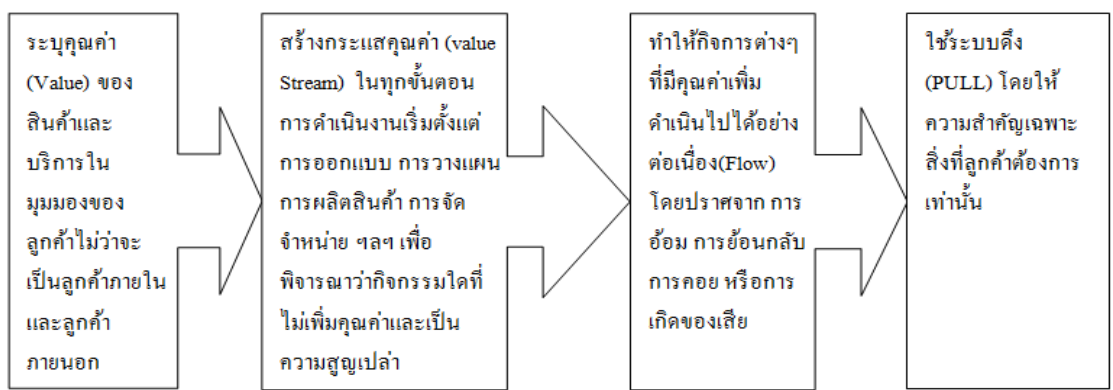 ระบุคุณค่า
(Value) ของ
สินค้าและ
บริการใน
มุมมองของ
ลูกค้าไม่ว่าจะ
เป็นลูกค้าภายใน
และลูกค้า
ภายนอก
สร้างกระแสคุณค่า (value
Stream) ในทุกขั้นตอน
การดำเนินงานเริ่มตั้งแต่
การออกแบบ การวางแผน
การผลิตสินค้า การจัด
จำหน่าย ฯลฯ เพื่อ
พิจารณาว่ากิจกรรมใดที่
ไม่เพิ่มคุณค่าและเป็น
ความสูญเปล่า
ทำให้กิจการต่างๆ
ที่มีคุณค่าเพิ่ม
ดำเนินไปได้อย่าง
ต่อเนื่อง(Flow)
โดยปราศจาก การ
อ้อม การย้อนกลับ
การคอย หรือการ
เกิดของเสีย
ใช้ระบบดึง
(PULL) โดยให้
ความสำคัญเฉพาะ
สิ่งที่ลูกค้าต้องการ
เท่านั้น